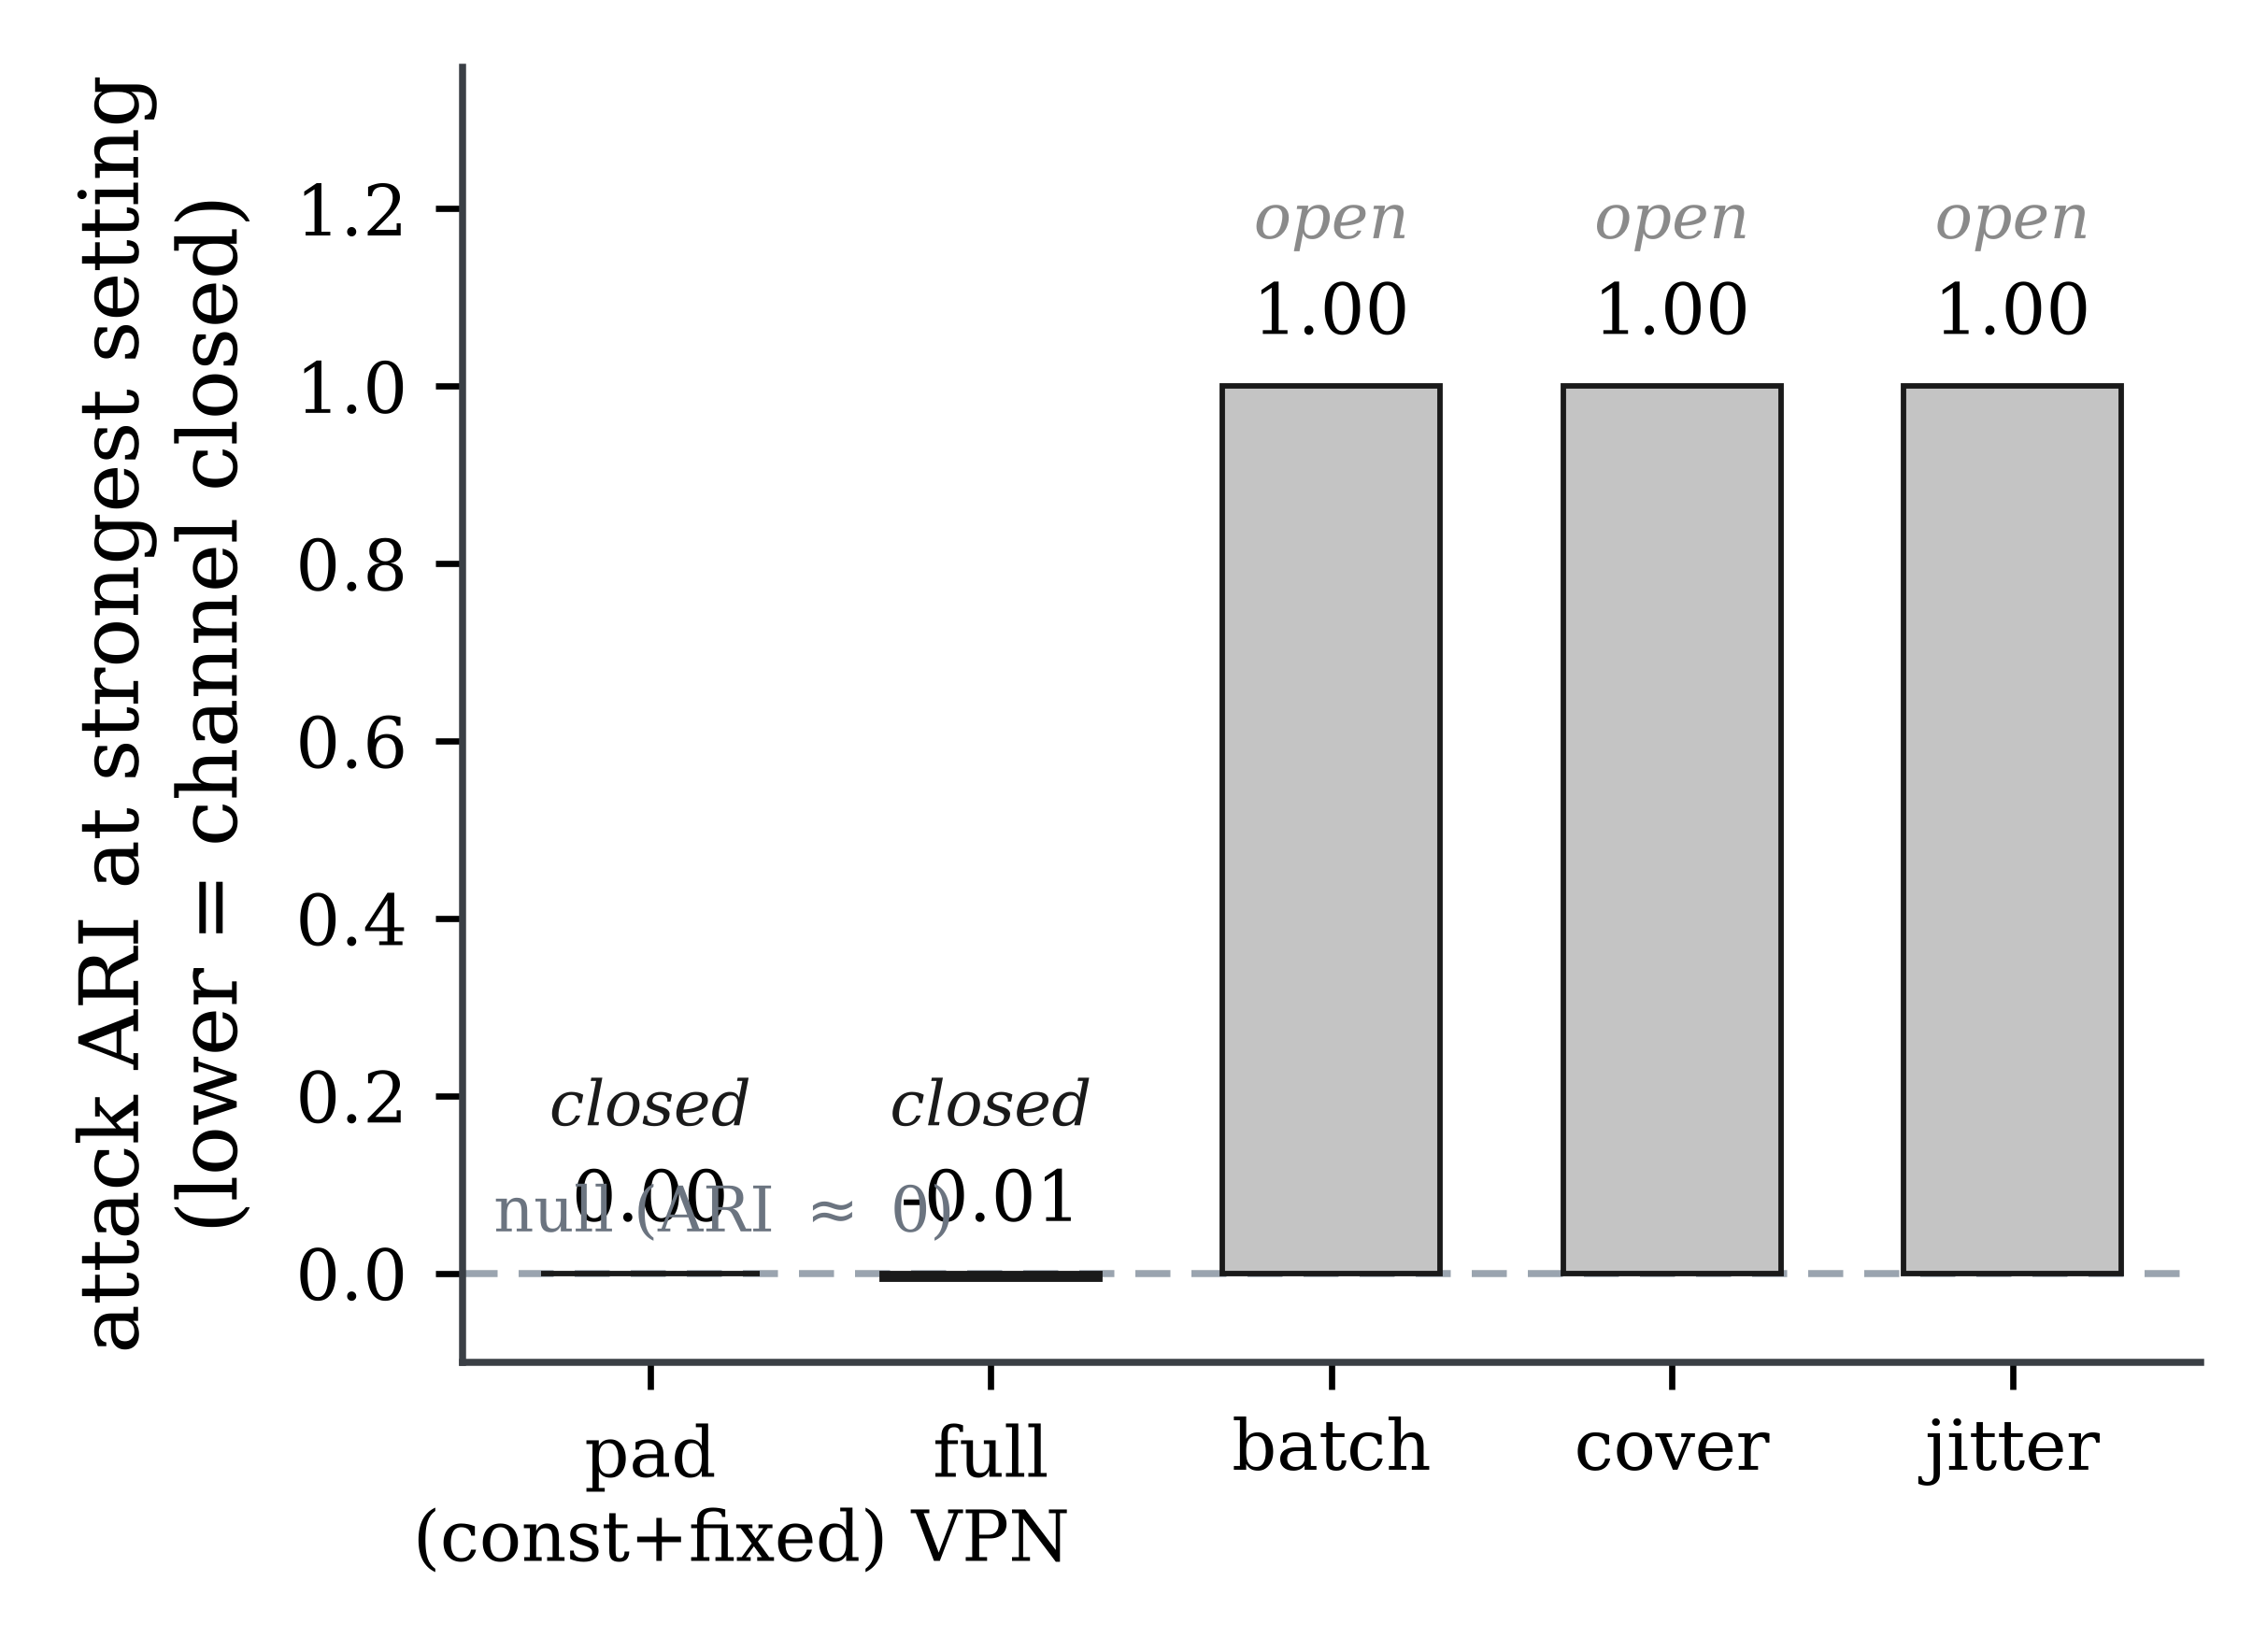 attack ARI at strongest setting
(lower = channel closed)
1.2
1.0
0.8
0.6
0.4
0.2
0.0
open
open
open
1.00
1.00
1.00
closed
closed
0.00
-0.01
null (ARI ≈ 0)
pad
(const+fixed)
full
VPN
batch
cover
jitter